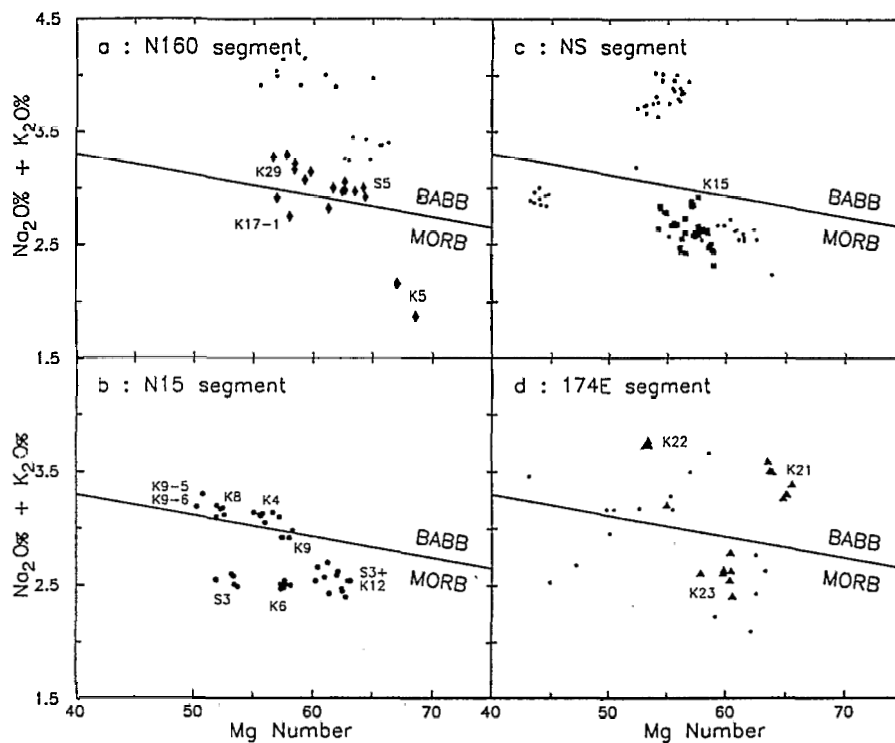 4.5
a : N160 segment
c : NS segment
3.5
K29
S5
K15
BABB
BABB
K17-1
MORB
MORB
2.5
K5
Na₂O% + K₂O%
1.5
b : N15 segment
d : 174E segment
K22
3.5
K9-5
K9-6
K8
K4
K21
BABB
BABB
K9
MORB
MORB
2.5
S3
K6
S3+
K12
K23
Na₂O% + K₂O%
1.5
40
50
60
70
40
50
60
70
Mg Number
Mg Number